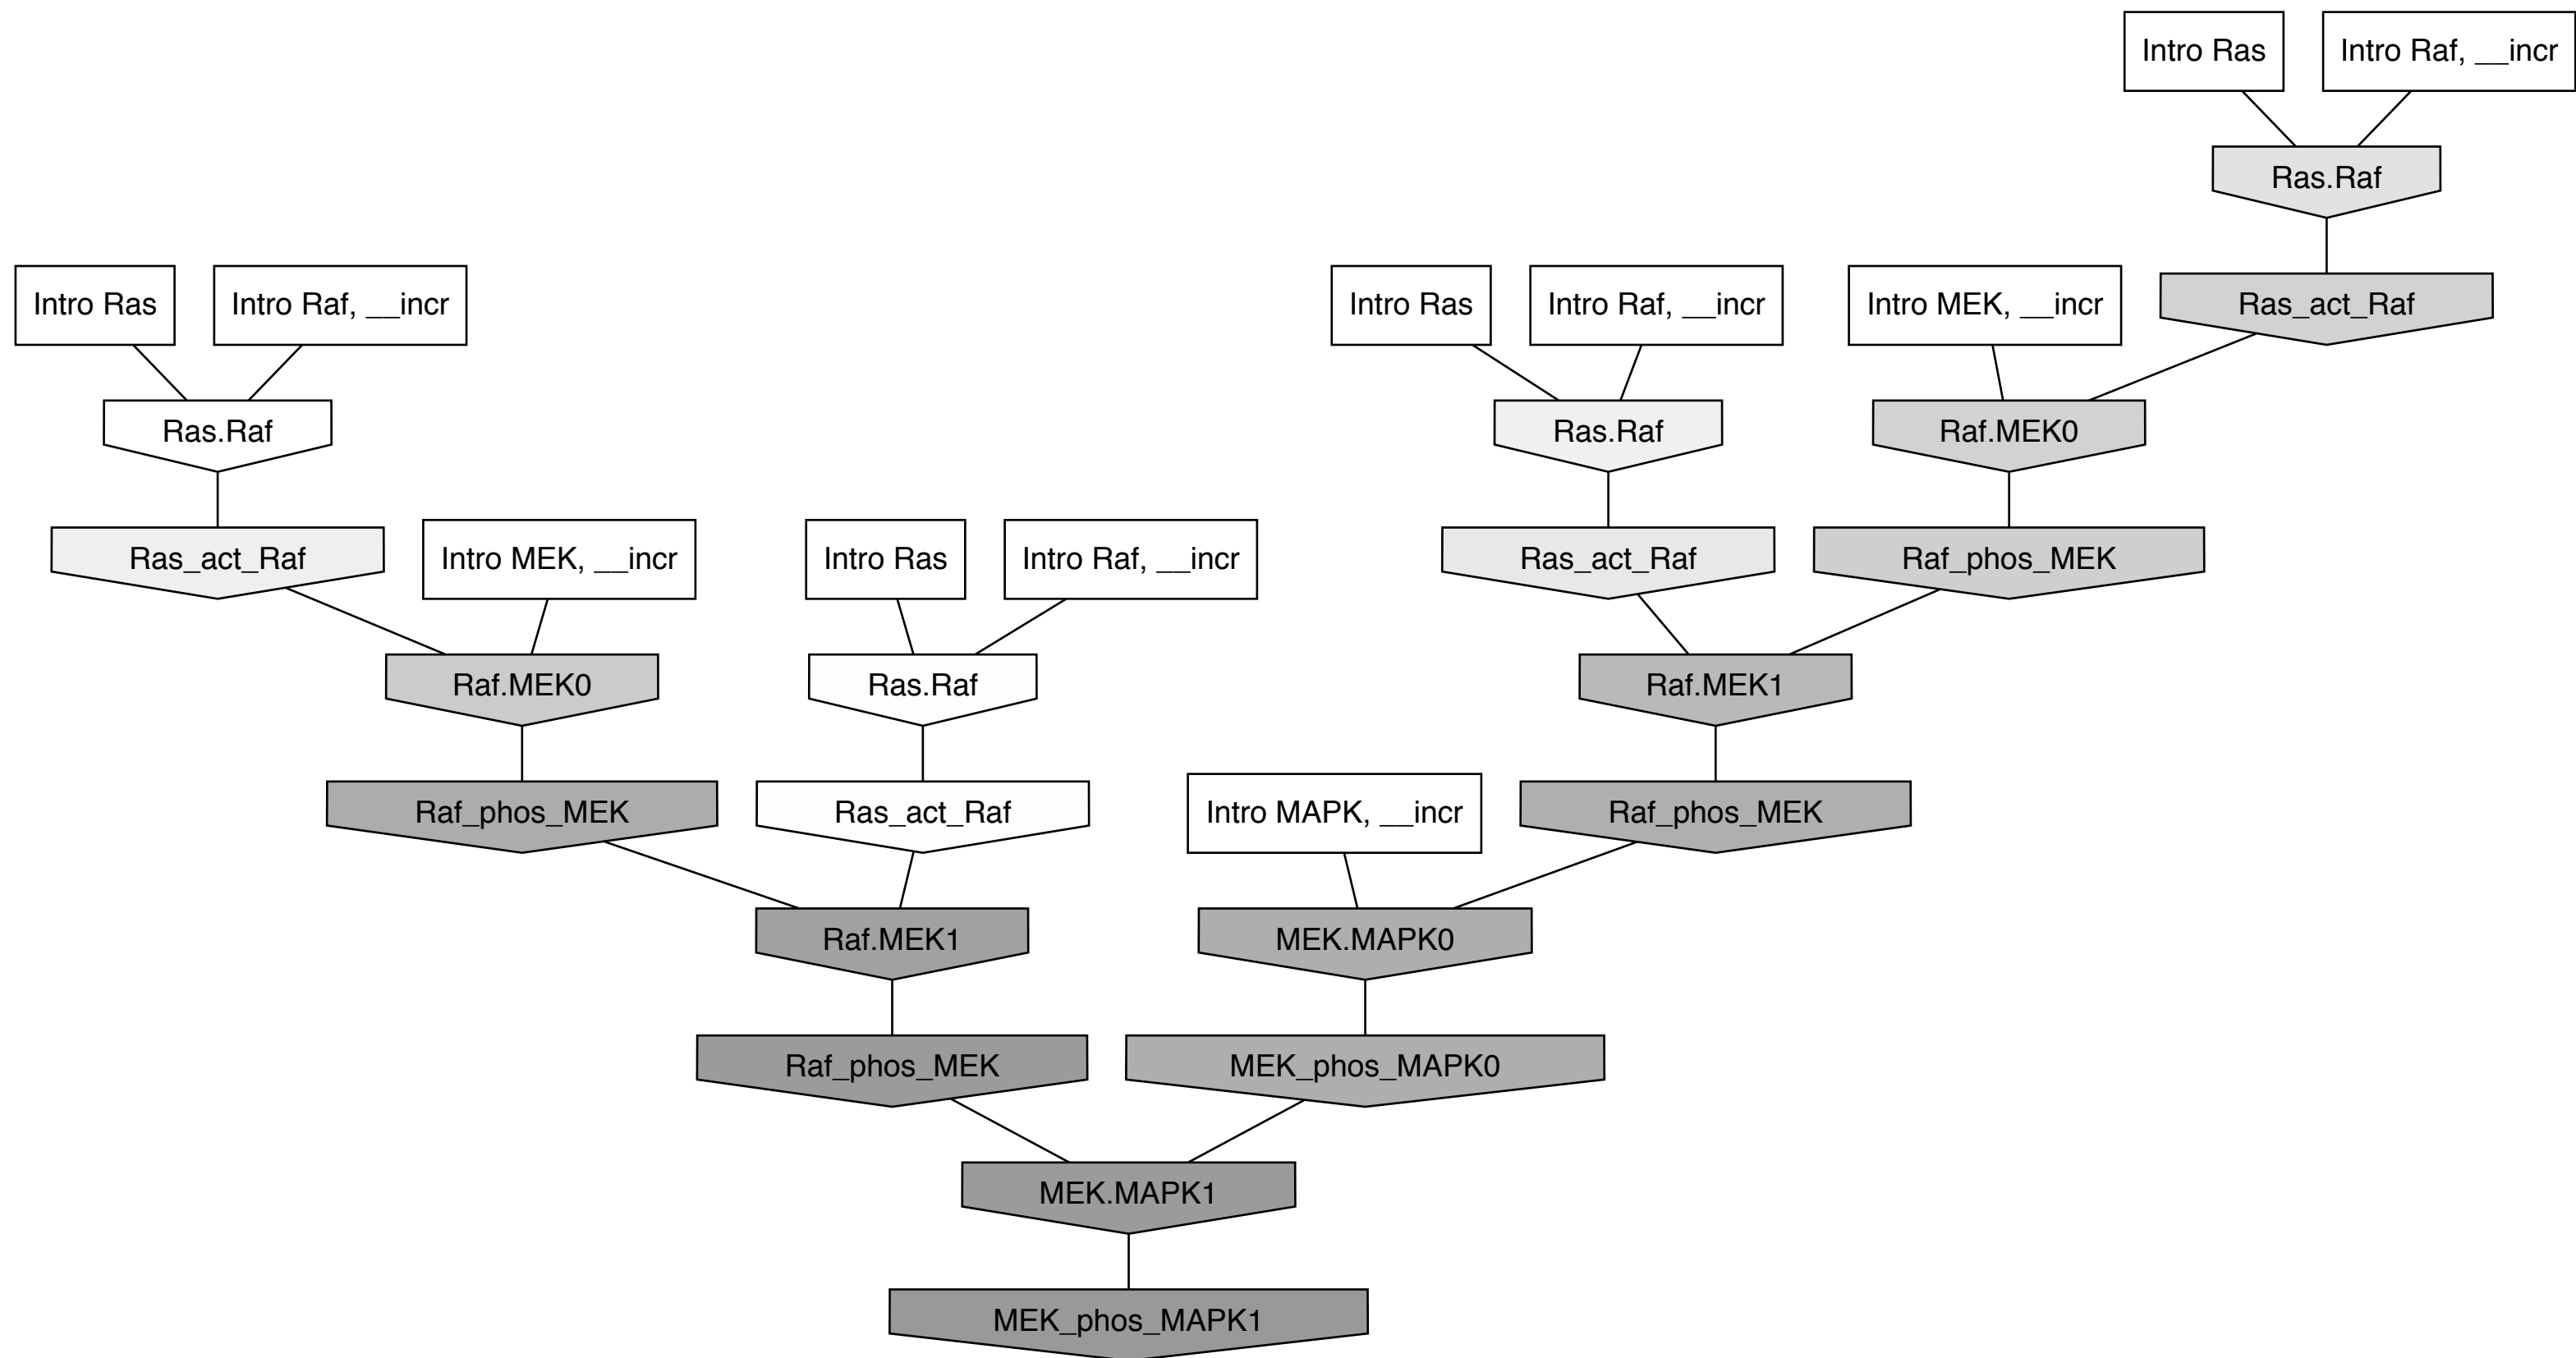 Intro Ras
Intro Raf, __incr
Ras.Raf
Intro Ras
Intro Raf, __incr
Intro Ras
Intro Raf, __incr
Intro MEK, __incr
Ras_act_Raf
Ras.Raf
Ras.Raf
Raf.MEK0
Ras_act_Raf
Intro MEK, __incr
Intro Ras
Intro Raf, __incr
Ras_act_Raf
Raf_phos_MEK
Raf.MEK0
Ras.Raf
Raf.MEK1
Raf_phos_MEK
Ras_act_Raf
Intro MAPK, __incr
Raf_phos_MEK
Raf.MEK1
MEK.MAPK0
Raf_phos_MEK
MEK_phos_MAPK0
MEK.MAPK1
MEK_phos_MAPK1